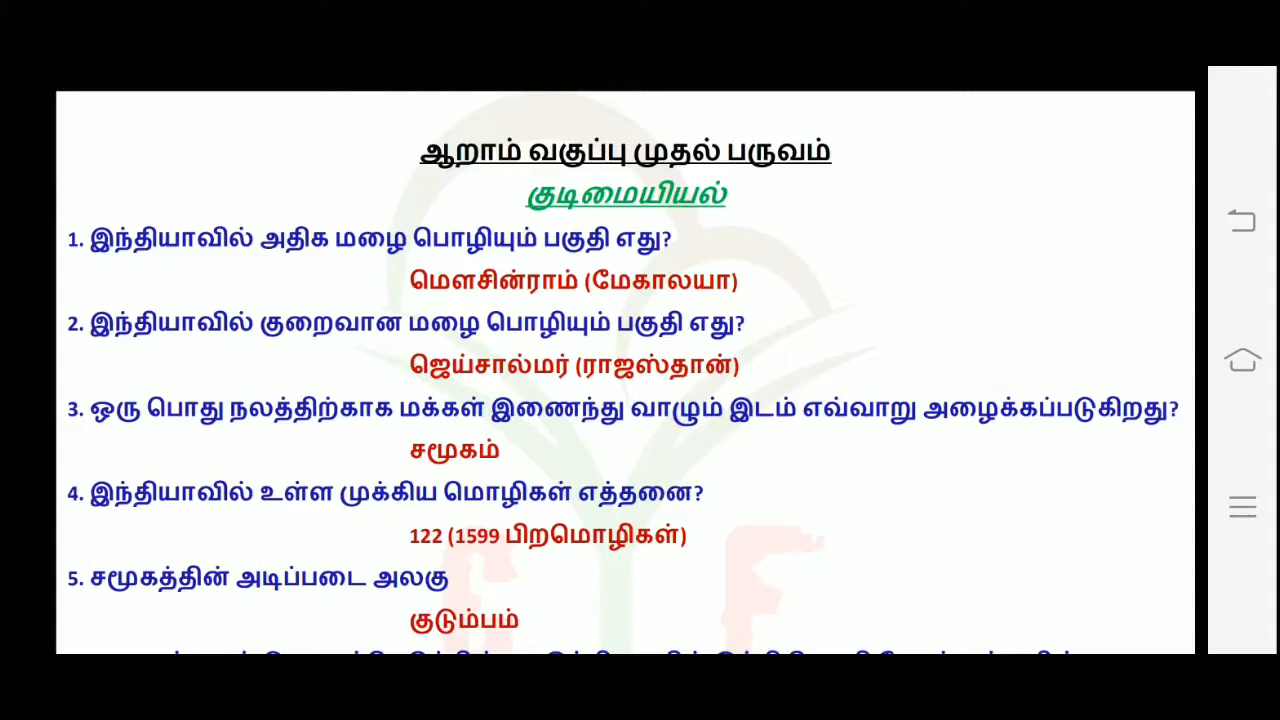 ஆறாம் வகுப்பு முதல் பருவம்
குடிமையியல்
1. இந்தியாவில் அதிக மழை பொழியும் பகுதி எது?
மௌசின்ராம் (மேகாலயா)
2. இந்தியாவில் குறைவான மழை பொழியும் பகுதி எது?
ஜெய்சால்மர் (ராஜஸ்தான்)
3. ஒரு பொது நலத்திற்காக மக்கள் இணைந்து வாழும் இடம் எவ்வாறு அழைக்கப்படுகிறது?
சமூகம்
4. இந்தியாவில் உள்ள முக்கிய மொழிகள் எத்தனை?
122 (1599 பிறமொழிகள்)
5. சமூகத்தின் அடிப்படை அலகு
குடும்பம்